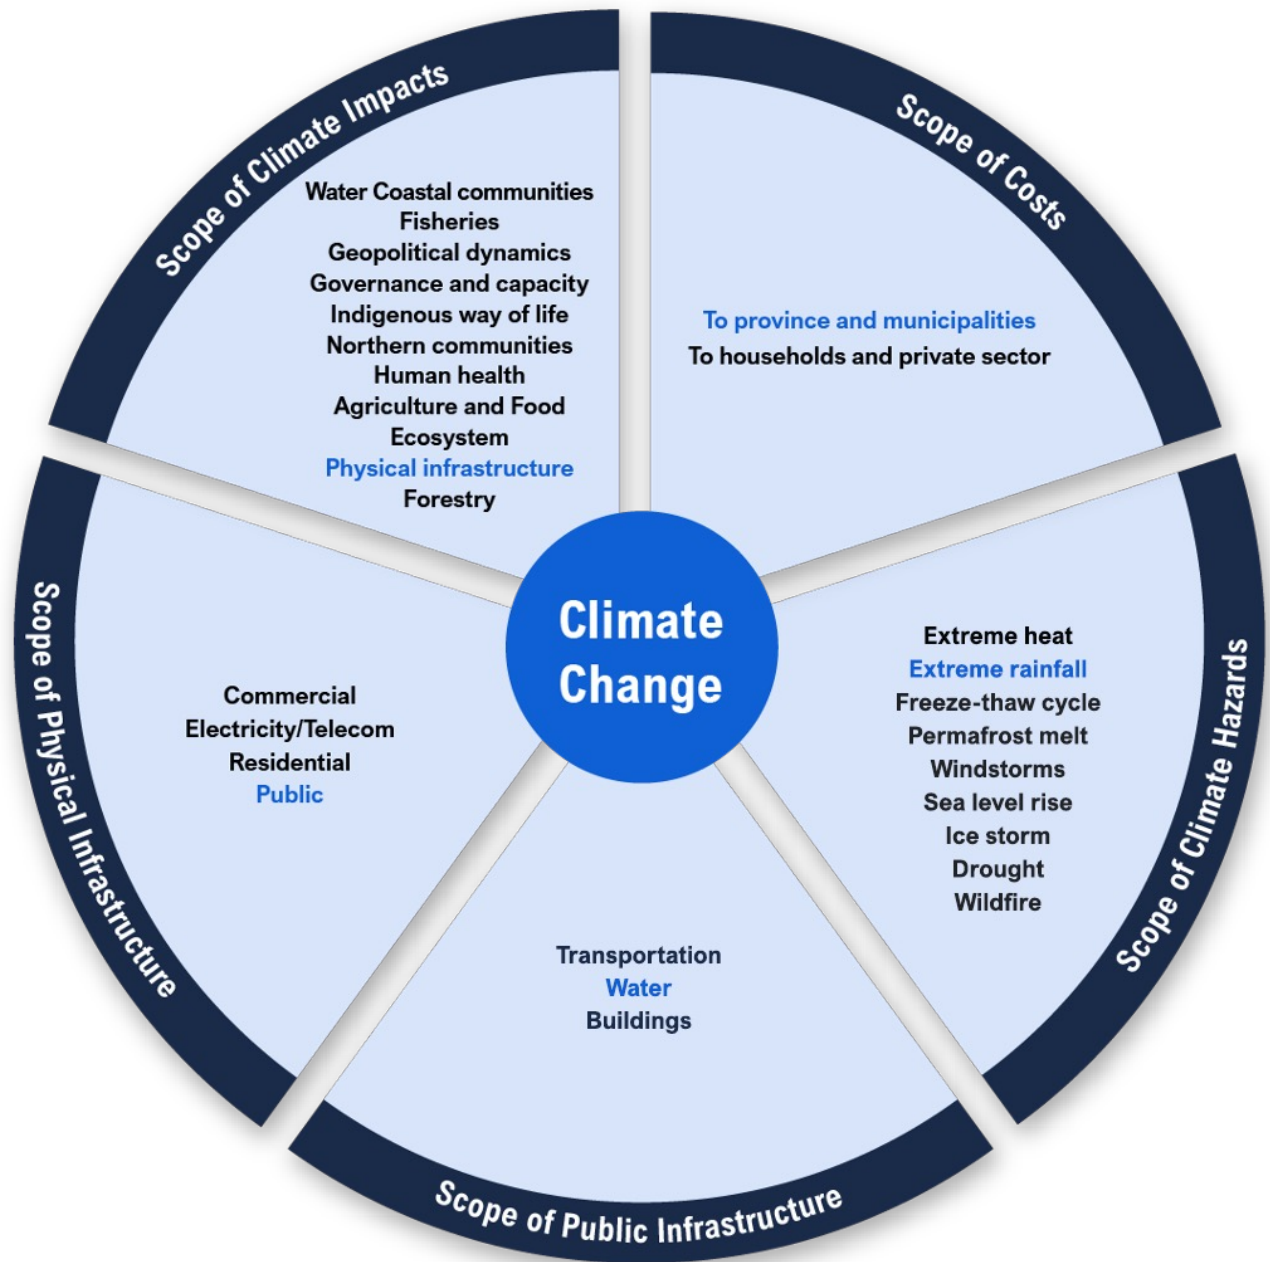 Scope of Climate Impacts
Water Coastal communities
Fisheries
Geopolitical dynamics
Governance and capacity
Indigenous way of life
Northern communities
Human health
Agriculture and Food
Ecosystem
Physical infrastructure
Forestry
Scope of Costs
To province and municipalities
To households and private sector
Scope of Climate Hazards
Extreme heat
Extreme rainfall
Freeze-thaw cycle
Permafrost melt
Windstorms
Sea level rise
Ice storm
Drought
Wildfire
Scope of Public Infrastructure
Transportation
Water
Buildings
Scope of Physical Infrastructure
Commercial
Electricity/Telecom
Residential
Public
Climate
Change